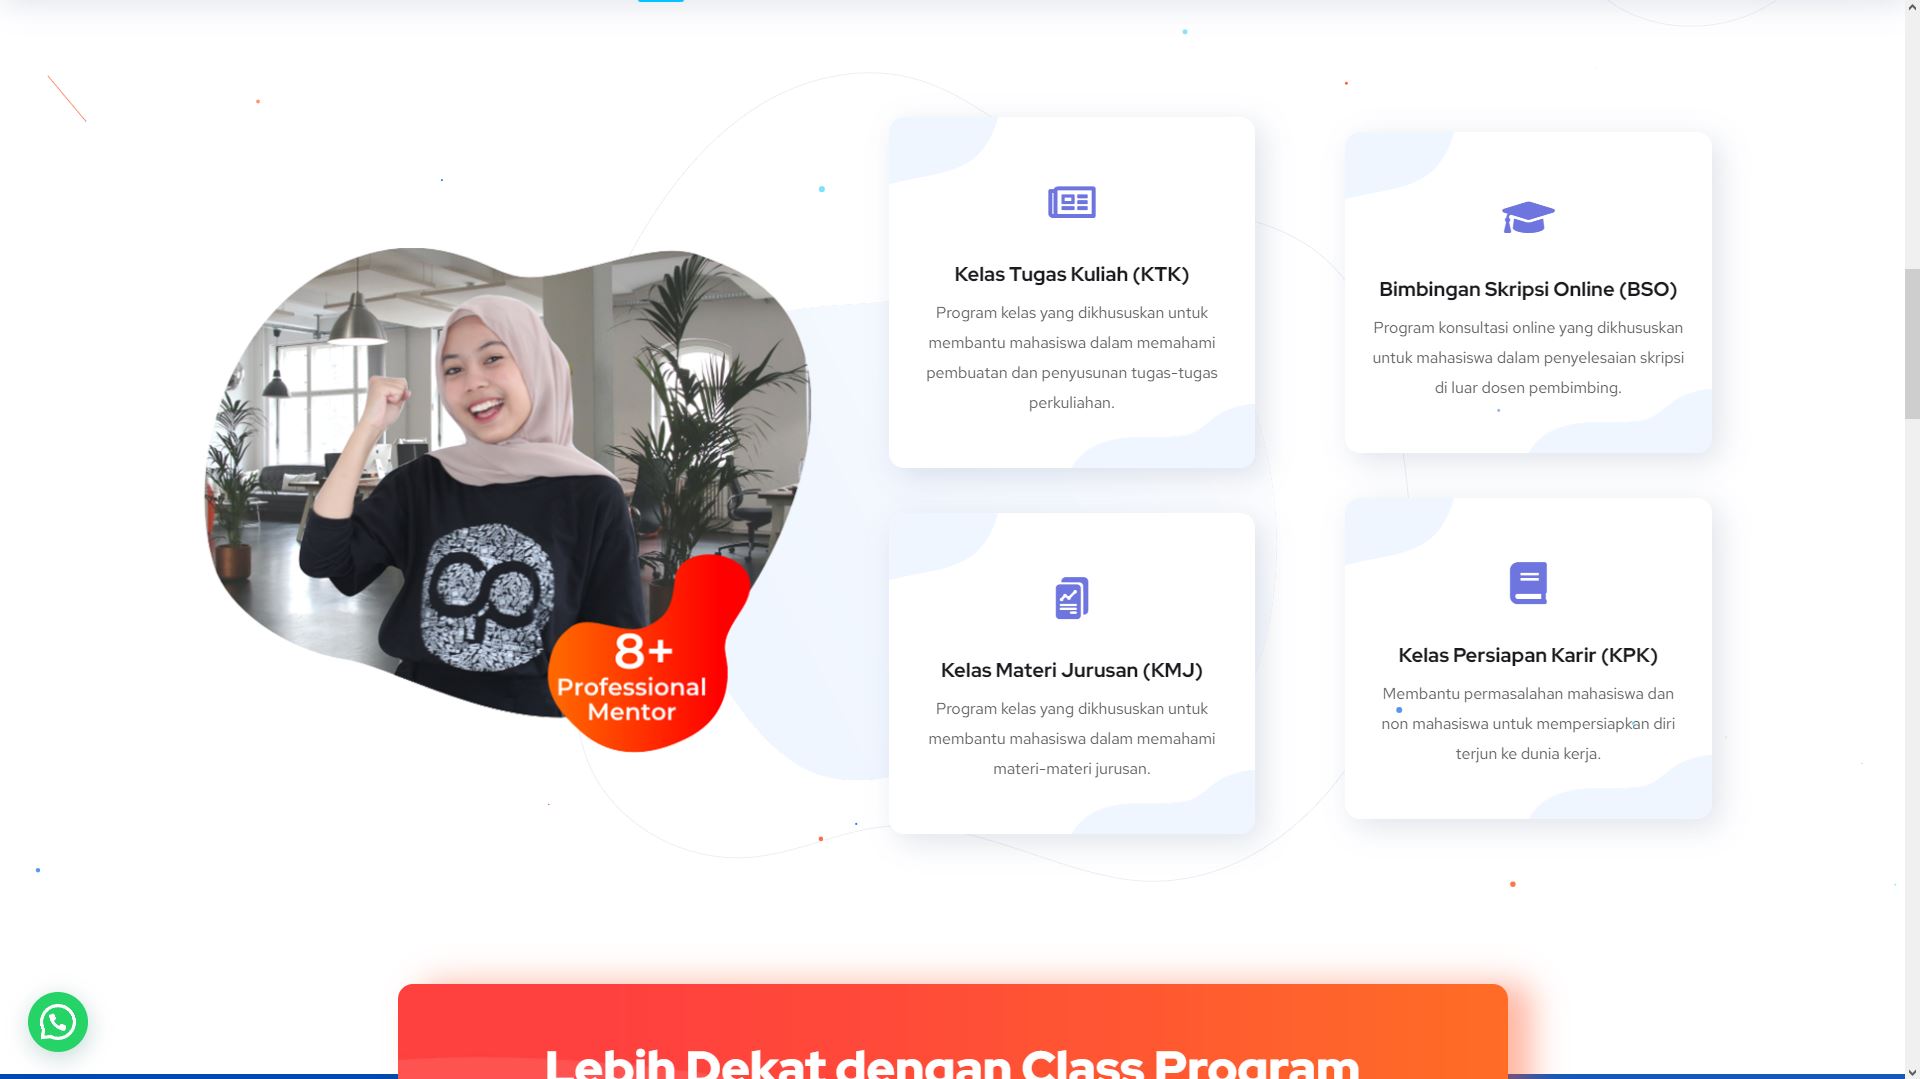 8+
Professional
Mentor
Kelas Tugas Kuliah (KTK)
Program kelas yang dikhususkan untuk
membantu mahasiswa dalam memahami
pembuatan dan penyusunan tugas-tugas
perkuliahan.
Bimbingan Skripsi Online (BSO)
Program konsultasi online yang dikhususkan
untuk mahasiswa dalam penyelesaian skripsi
di luar dosen pembimbing.
Kelas Materi Jurusan (KMJ)
Program kelas yang dikhususkan untuk
membantu mahasiswa dalam memahami
materi-materi jurusan.
Kelas Persiapan Karir (KPK)
Membantu permasalahan mahasiswa dan
non mahasiswa untuk mempersiapkan diri
terjun ke dunia kerja.
Lebih Dekat dengan Class Program